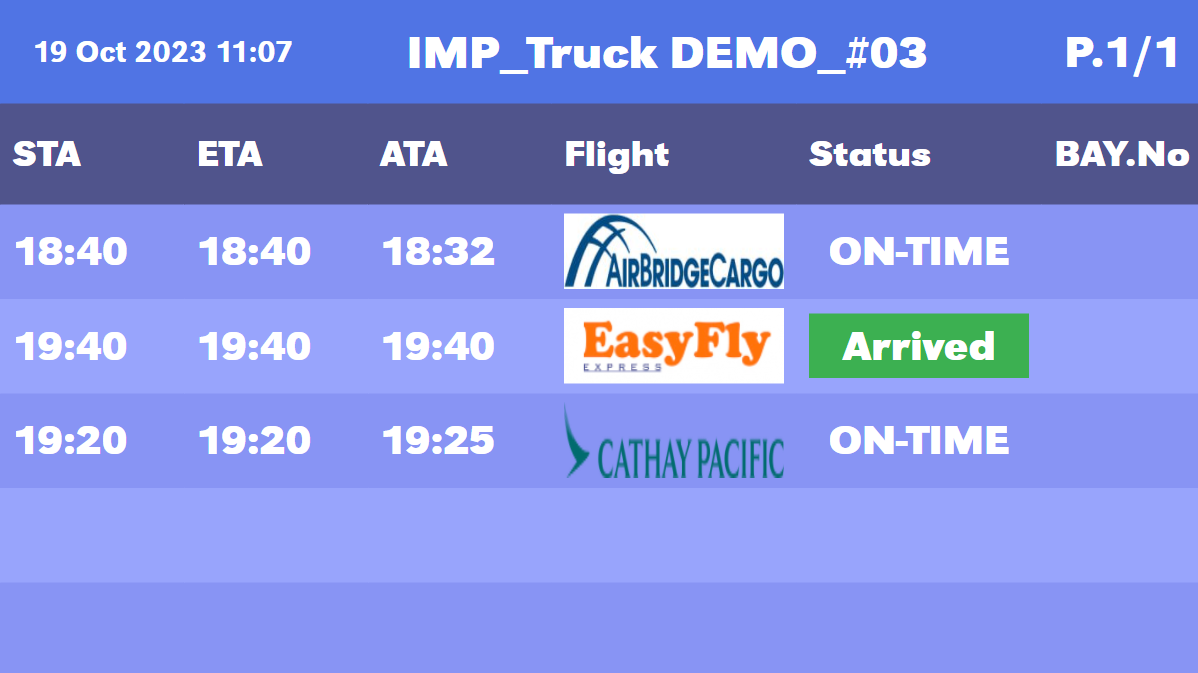 19 Oct 2023 11:07 IMP_Truck DEMO_#03 P.1/1
STA ETA ATA Flight Status BAY.No
18:40 18:40 18:32 AIRBRIDGECARGO ON-TIME
19:40 19:40 19:40 EasyFly EXPRESS Arrived
19:20 19:20 19:25 CATHAY PACIFIC ON-TIME